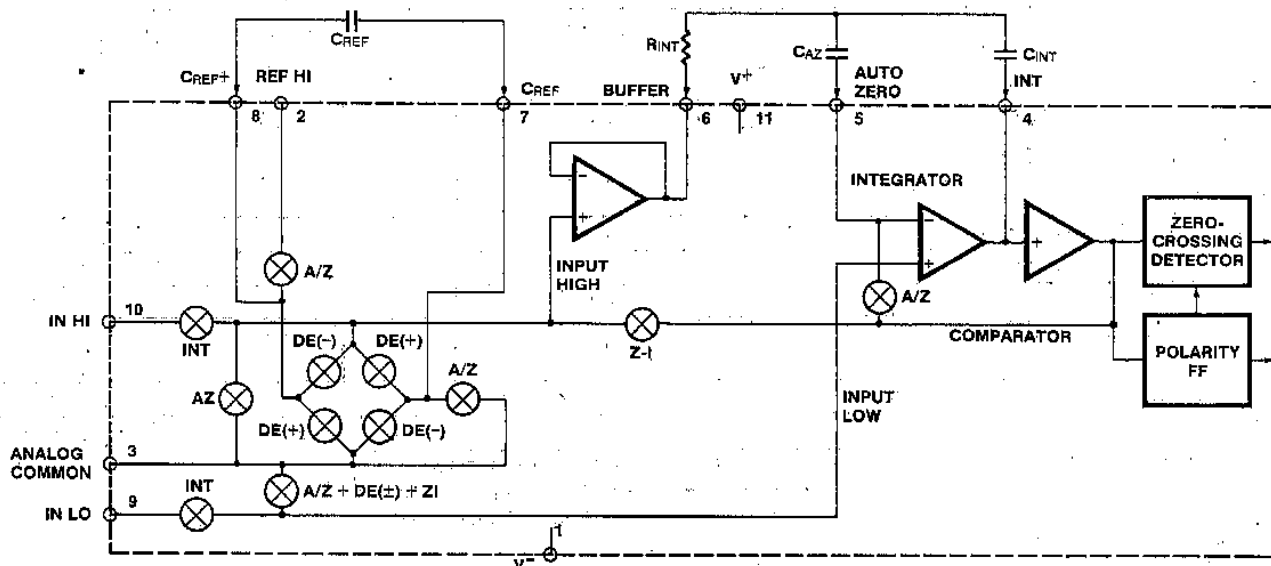 CREF
RINT
CAZ
CINT
CREF+
REF HI
CREF
BUFFER
V+
AUTO
ZERO
INT
8
2
7
6
11
5
4
INTEGRATOR
ZERO-
CROSSING
DETECTOR
-
+
-
+
+
A/Z
INPUT
HIGH
A/Z
10
IN HI
INT
Z-I
COMPARATOR
POLARITY
FF
DE(-)
DE(+)
AZ
A/Z
INPUT
LOW
DE(+)
DE(-)
ANALOG
COMMON
3
INT
A/Z + DE(±) + ZI
9
IN LO
1
V-